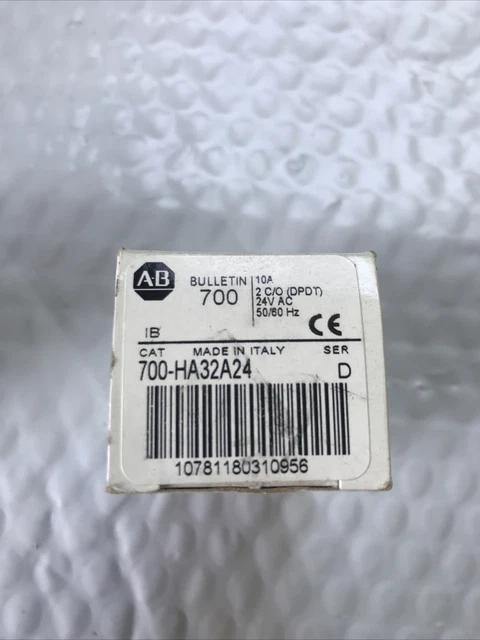 A-B
BULLETIN
700
10A
2 C/O (DPDT)
24V AC
50/60 Hz
CE
IB
CAT MADE IN ITALY SER
700-HA32A24 D
10781180310956